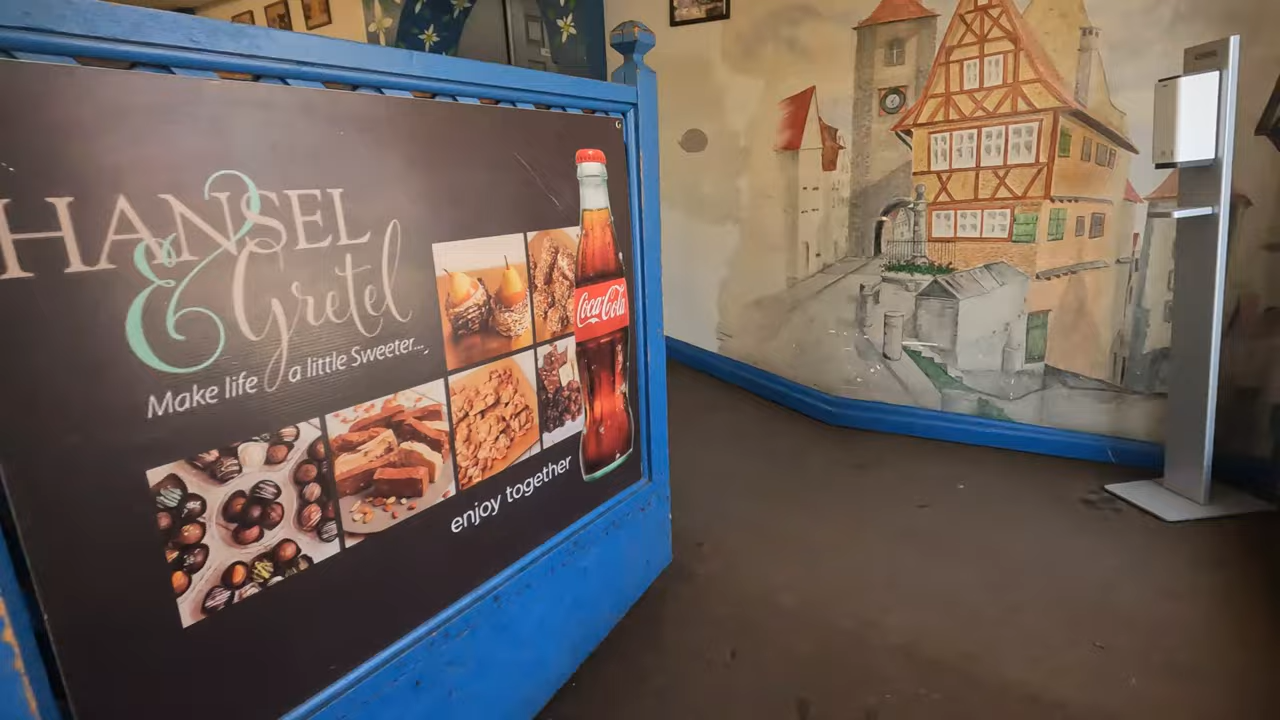 HANSEL
& Gretel
Make life a little Sweeter...
Coca-Cola
enjoy together